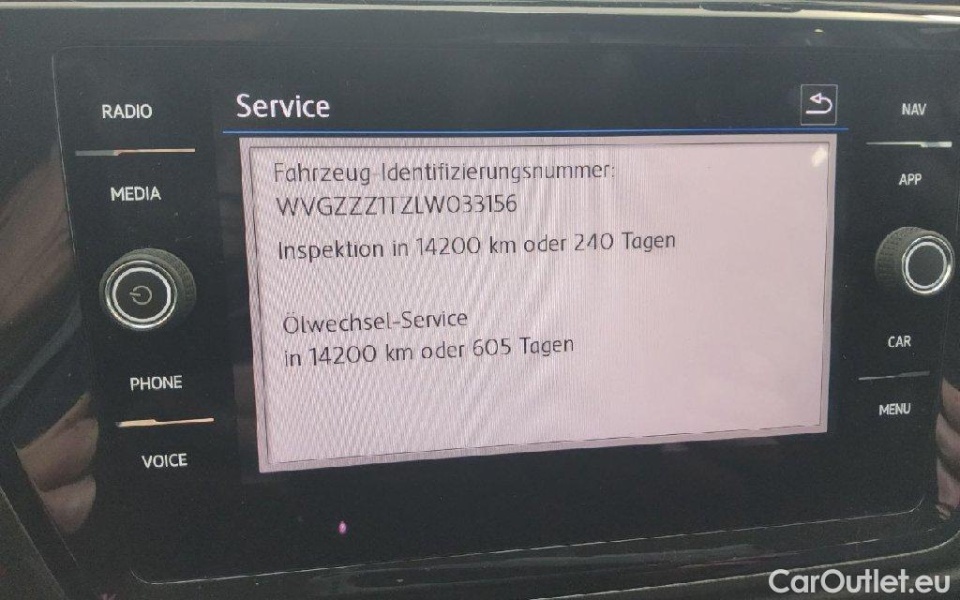 RADIO
MEDIA
PHONE
VOICE
Service
Fahrzeug-Identifizierungsnummer:
WVGZZZ1TZLW033156
Inspektion in 14200 km oder 240 Tagen
Ölwechsel-Service
in 14200 km oder 605 Tagen
NAV
APP
CAR
MENU
CarOutlet.eu